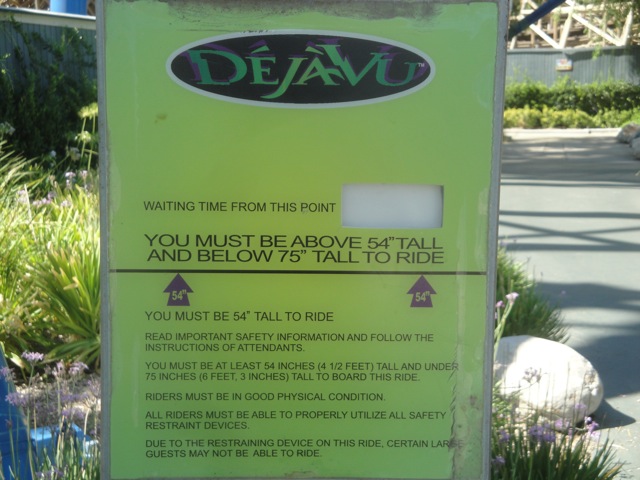 DÉJÀVU™
WAITING TIME FROM THIS POINT
YOU MUST BE ABOVE 54" TALL
AND BELOW 75" TALL TO RIDE
54" 54"
YOU MUST BE 54" TALL TO RIDE
READ IMPORTANT SAFETY INFORMATION AND FOLLOW THE
INSTRUCTIONS OF ATTENDANTS.
YOU MUST BE AT LEAST 54 INCHES (4 1/2 FEET) TALL AND UNDER
75 INCHES (6 FEET, 3 INCHES) TALL TO BOARD THIS RIDE.
RIDERS MUST BE IN GOOD PHYSICAL CONDITION.
ALL RIDERS MUST BE ABLE TO PROPERLY UTILIZE ALL SAFETY
RESTRAINT DEVICES.
DUE TO THE RESTRAINING DEVICE ON THIS RIDE, CERTAIN LARGE
GUESTS MAY NOT BE ABLE TO RIDE.